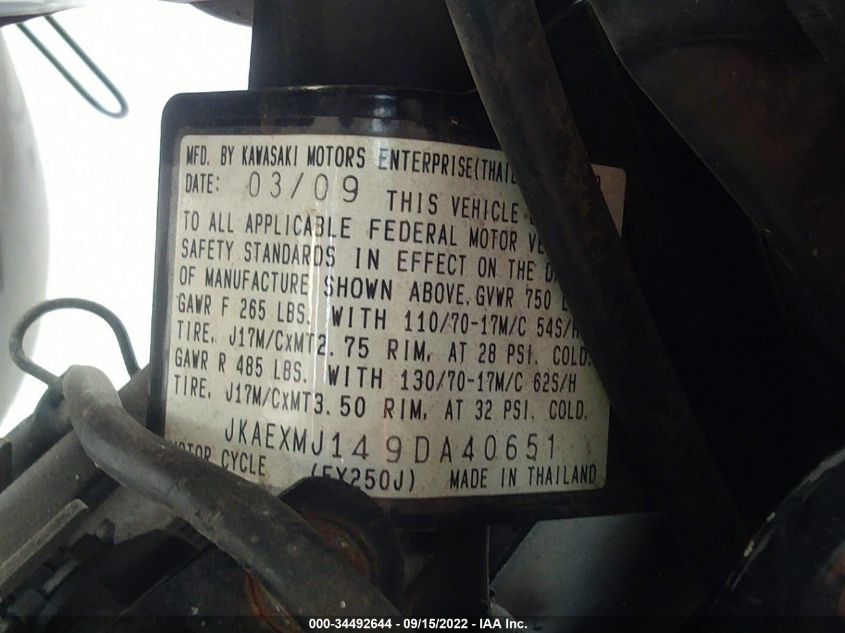 MFD. BY KAWASAKI MOTORS ENTERPRISE(THAI
DATE: 03/09 THIS VEHICLE
TO ALL APPLICABLE FEDERAL MOTOR VE
SAFETY STANDARDS IN EFFECT ON THE DA
OF MANUFACTURE SHOWN ABOVE. GVWR 750 L
GAWR F 265 LBS. WITH 110/70-17M/C 54S/H
TIRE, J17M/CxMT2.75 RIM, AT 28 PSI. COLD.
GAWR R 485 LBS. WITH 130/70-17M/C 62S/H
TIRE, J17M/CXMT3.50 RIM, AT 32 PSI. COLD.
JKAEXMJ149DA40651
MOTOR CYCLE (EX250J) MADE IN THAILAND
000-34492644 - 09/15/2022 - IAA Inc.